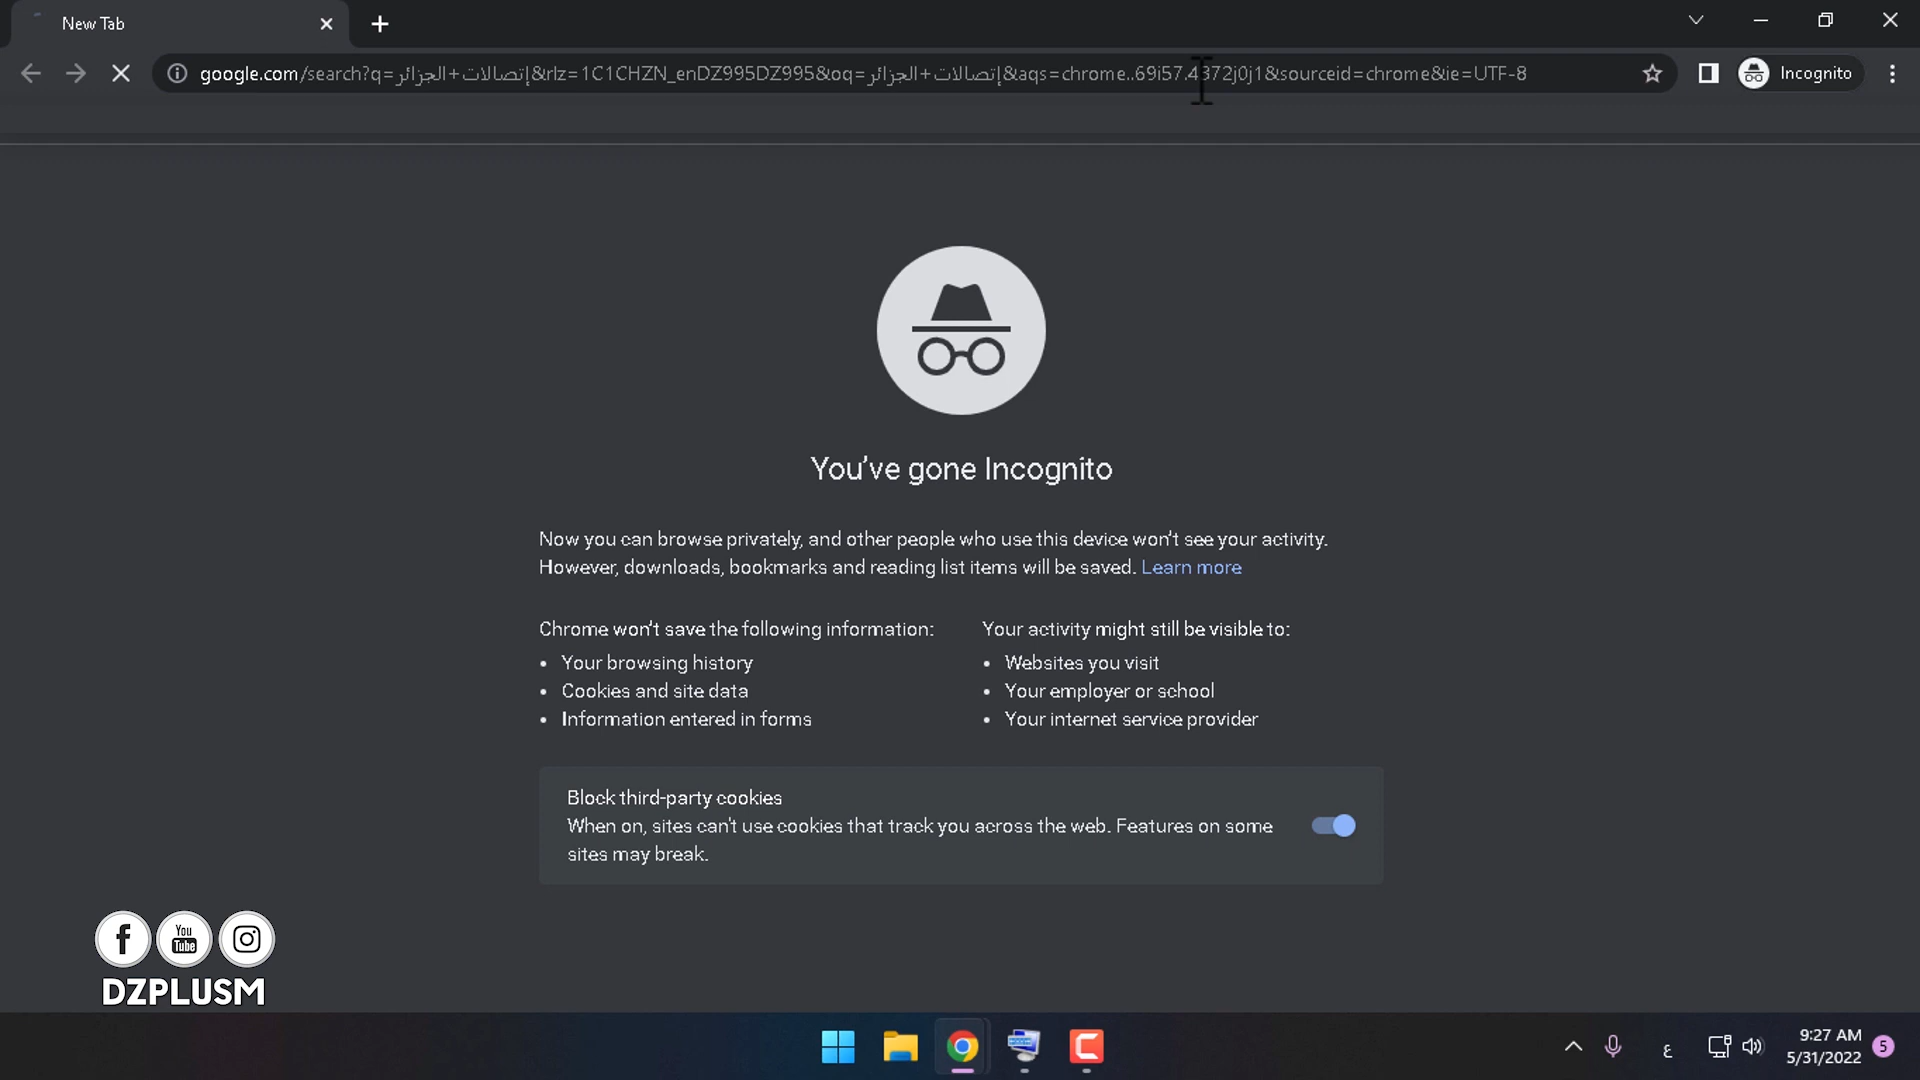 New Tab
google.com/search?q=إتصالات+الجزائر&rlz=1C1CHZN_enDZ995DZ995&oq=إتصالات+الجزائر&aqs=chrome..69i57.4372j0j1&sourceid=chrome&ie=UTF-8
Incognito
You've gone Incognito
Now you can browse privately, and other people who use this device won't see your activity.
However, downloads, bookmarks and reading list items will be saved. Learn more
Chrome won't save the following information:
Your browsing history
Cookies and site data
Information entered in forms
Your activity might still be visible to:
Websites you visit
Your employer or school
Your internet service provider
Block third-party cookies
When on, sites can't use cookies that track you across the web. Features on some
sites may break.
You
Tube
DZPLUSM
ع
9:27 AM
5/31/2022
5